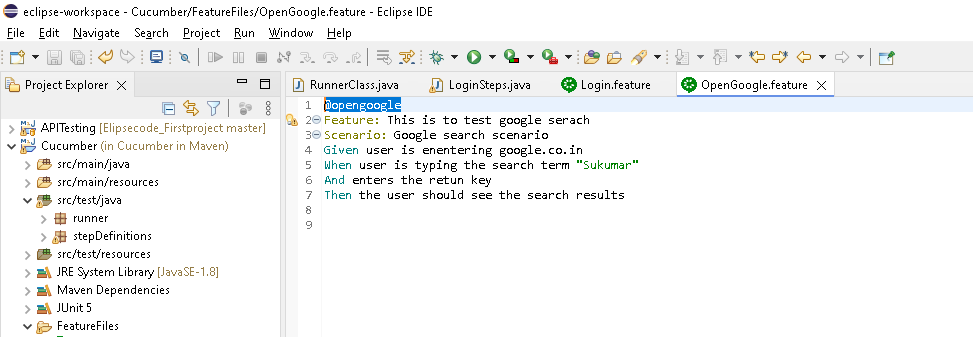 eclipse-workspace - Cucumber/FeatureFiles/OpenGoogle.feature - Eclipse IDE
File Edit Navigate Search Project Run Window Help
Project Explorer
APITesting [Elipsecode_Firstproject master]
Cucumber (in Cucumber in Maven)
src/main/java
src/main/resources
src/test/java
runner
stepDefinitions
src/test/resources
JRE System Library [JavaSE-1.8]
Maven Dependencies
JUnit 5
FeatureFiles
RunnerClass.java LoginSteps.java Login.feature OpenGoogle.feature
1 @opengoogle
2 Feature: This is to test google serach
3 Scenario: Google search scenario
4 Given user is enentering google.co.in
5 When user is typing the search term "Sukumar"
6 And enters the retun key
7 Then the user should see the search results
8
9